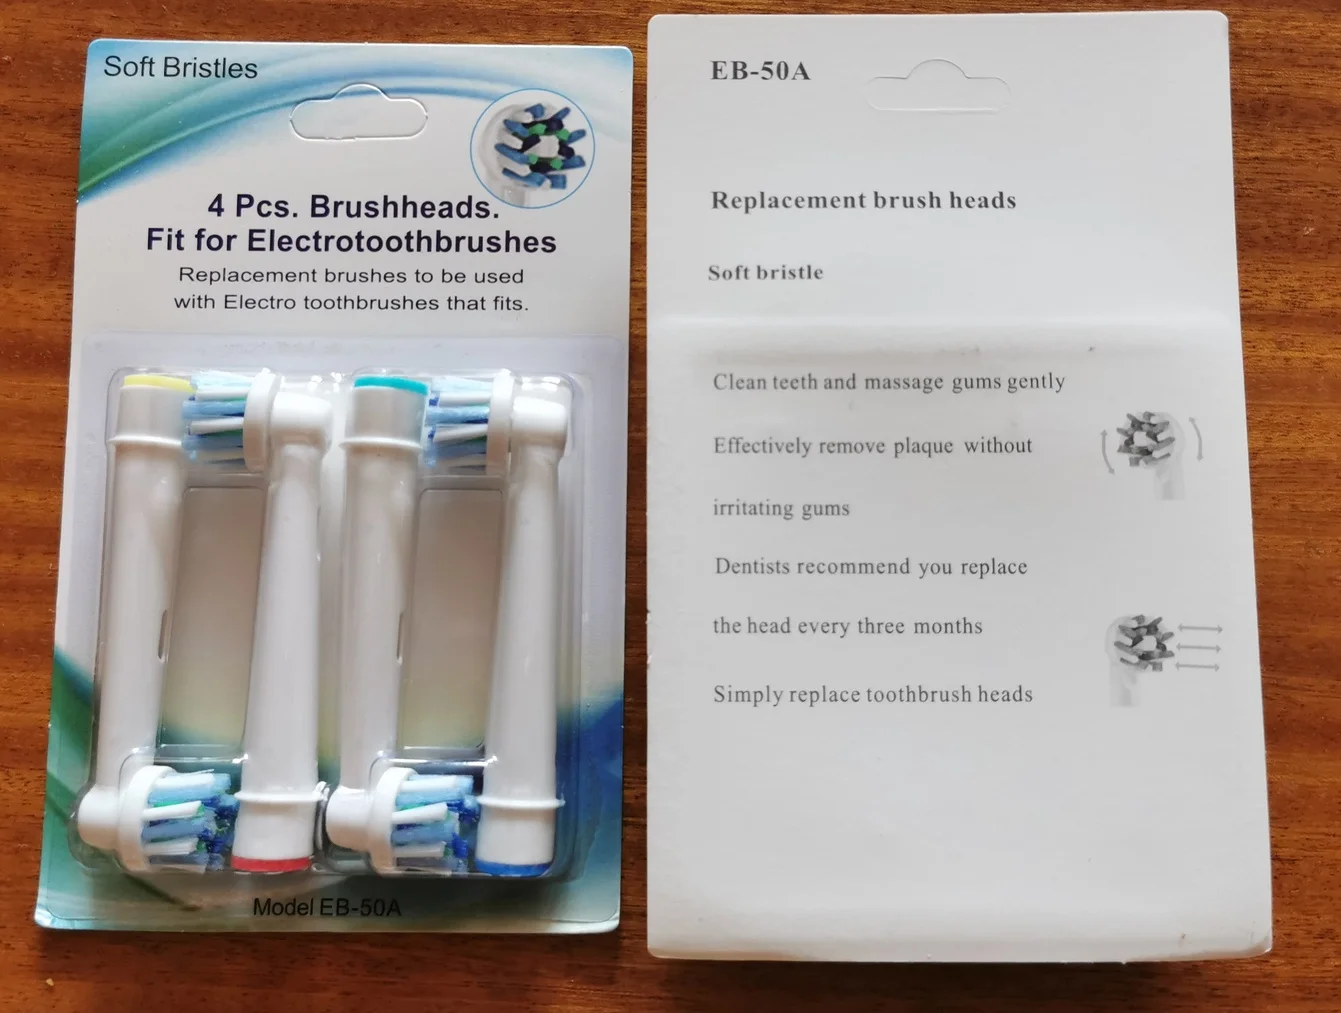 Soft Bristles
4 Pcs. Brushheads.
Fit for Electrotoothbrushes
Replacement brushes to be used
with Electro toothbrushes that fits.
Model EB-50A
EB-50A
Replacement brush heads
Soft bristle
Clean teeth and massage gums gently
Effectively remove plaque without
irritating gums
Dentists recommend you replace
the head every three months
Simply replace toothbrush heads